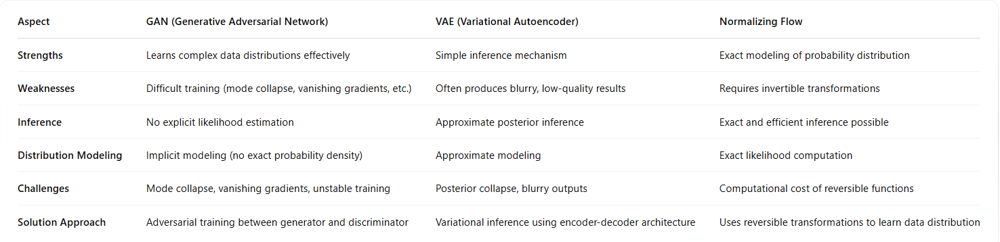 Aspect GAN (Generative Adversarial Network) VAE (Variational Autoencoder) Normalizing Flow
Strengths Learns complex data distributions effectively Simple inference mechanism Exact modeling of probability distribution
Weaknesses Difficult training (mode collapse, vanishing gradients, etc.) Often produces blurry, low-quality results Requires invertible transformations
Inference No explicit likelihood estimation Approximate posterior inference Exact and efficient inference possible
Distribution Modeling Implicit modeling (no exact probability density) Approximate modeling Exact likelihood computation
Challenges Mode collapse, vanishing gradients, unstable training Posterior collapse, blurry outputs Computational cost of reversible functions
Solution Approach Adversarial training between generator and discriminator Variational inference using encoder-decoder architecture Uses reversible transformations to learn data distribution